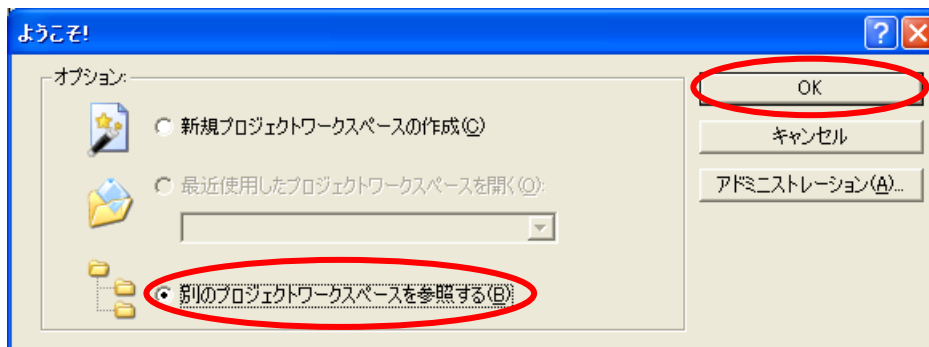 ようこそ!
オプション:
新規プロジェクトワークスペースの作成(C)
最近使用したプロジェクトワークスペースを開く(O):
別のプロジェクトワークスペースを参照する(B)
OK
キャンセル
アドミニストレーション(A)...